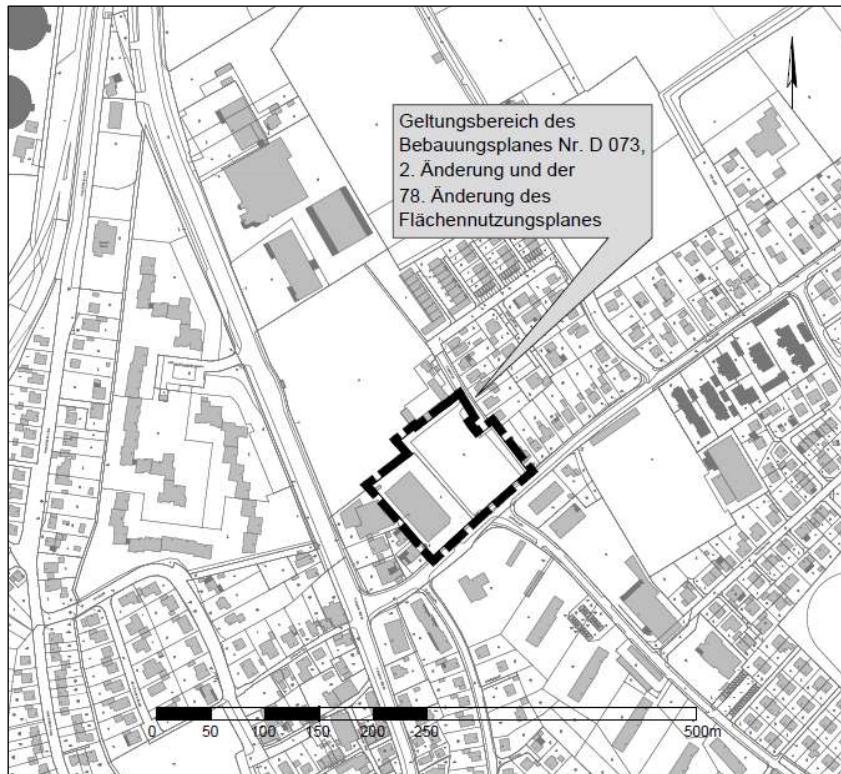 Geltungsbereich des
Bebauungsplanes Nr. D 073,
2. Änderung und der
78. Änderung des
Flächennutzungsplanes
0 50 100 150 200 250 500m